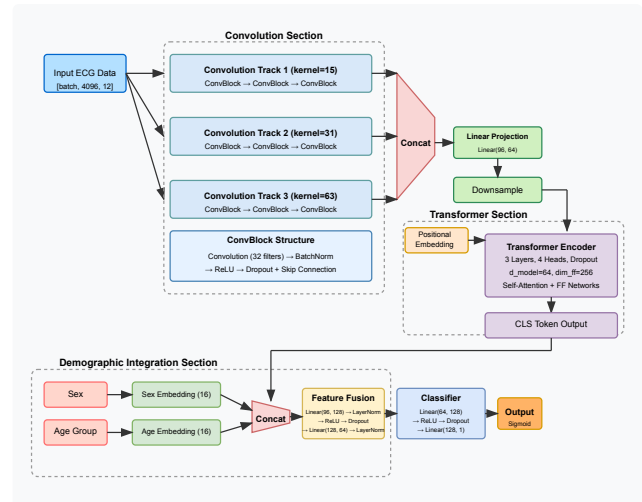 Convolution Section
Input ECG Data
[batch, 4096, 12]
Convolution Track 1 (kernel=15)
ConvBlock → ConvBlock → ConvBlock
Convolution Track 2 (kernel=31)
ConvBlock → ConvBlock → ConvBlock
Convolution Track 3 (kernel=63)
ConvBlock → ConvBlock → ConvBlock
ConvBlock Structure
Convolution (32 filters) → BatchNorm
→ ReLU → Dropout + Skip Connection
Concat
Linear Projection
Linear(96, 64)
Downsample
Transformer Section
Positional
Embedding
Transformer Encoder
3 Layers, 4 Heads, Dropout
d_model=64, dim_ff=256
Self-Attention + FF Networks
CLS Token Output
Demographic Integration Section
Sex
Sex Embedding (16)
Age Group
Age Embedding (16)
Concat
Feature Fusion
Linear(96, 128) → LayerNorm
→ ReLU → Dropout
→ Linear(128, 64) → LayerNorm
Classifier
Linear(64, 128)
→ ReLU → Dropout
→ Linear(128, 1)
Output
Sigmoid